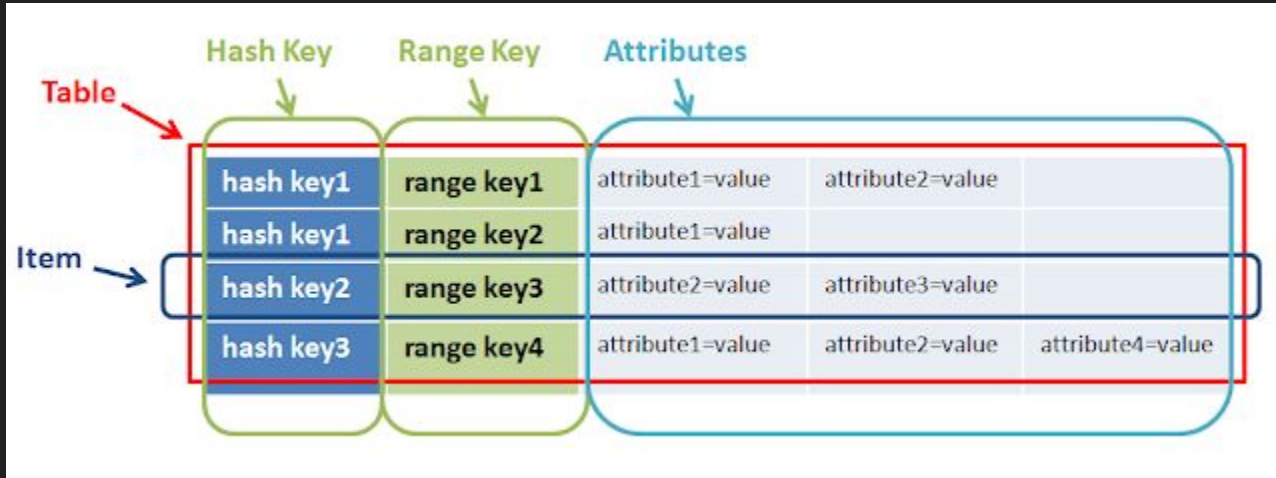 Hash Key Range Key Attributes
Table
hash key1 range key1 attribute1=value attribute2=value
hash key1 range key2 attribute1=value
Item
hash key2 range key3 attribute2=value attribute3=value
hash key3 range key4 attribute1=value attribute2=value attribute4=value